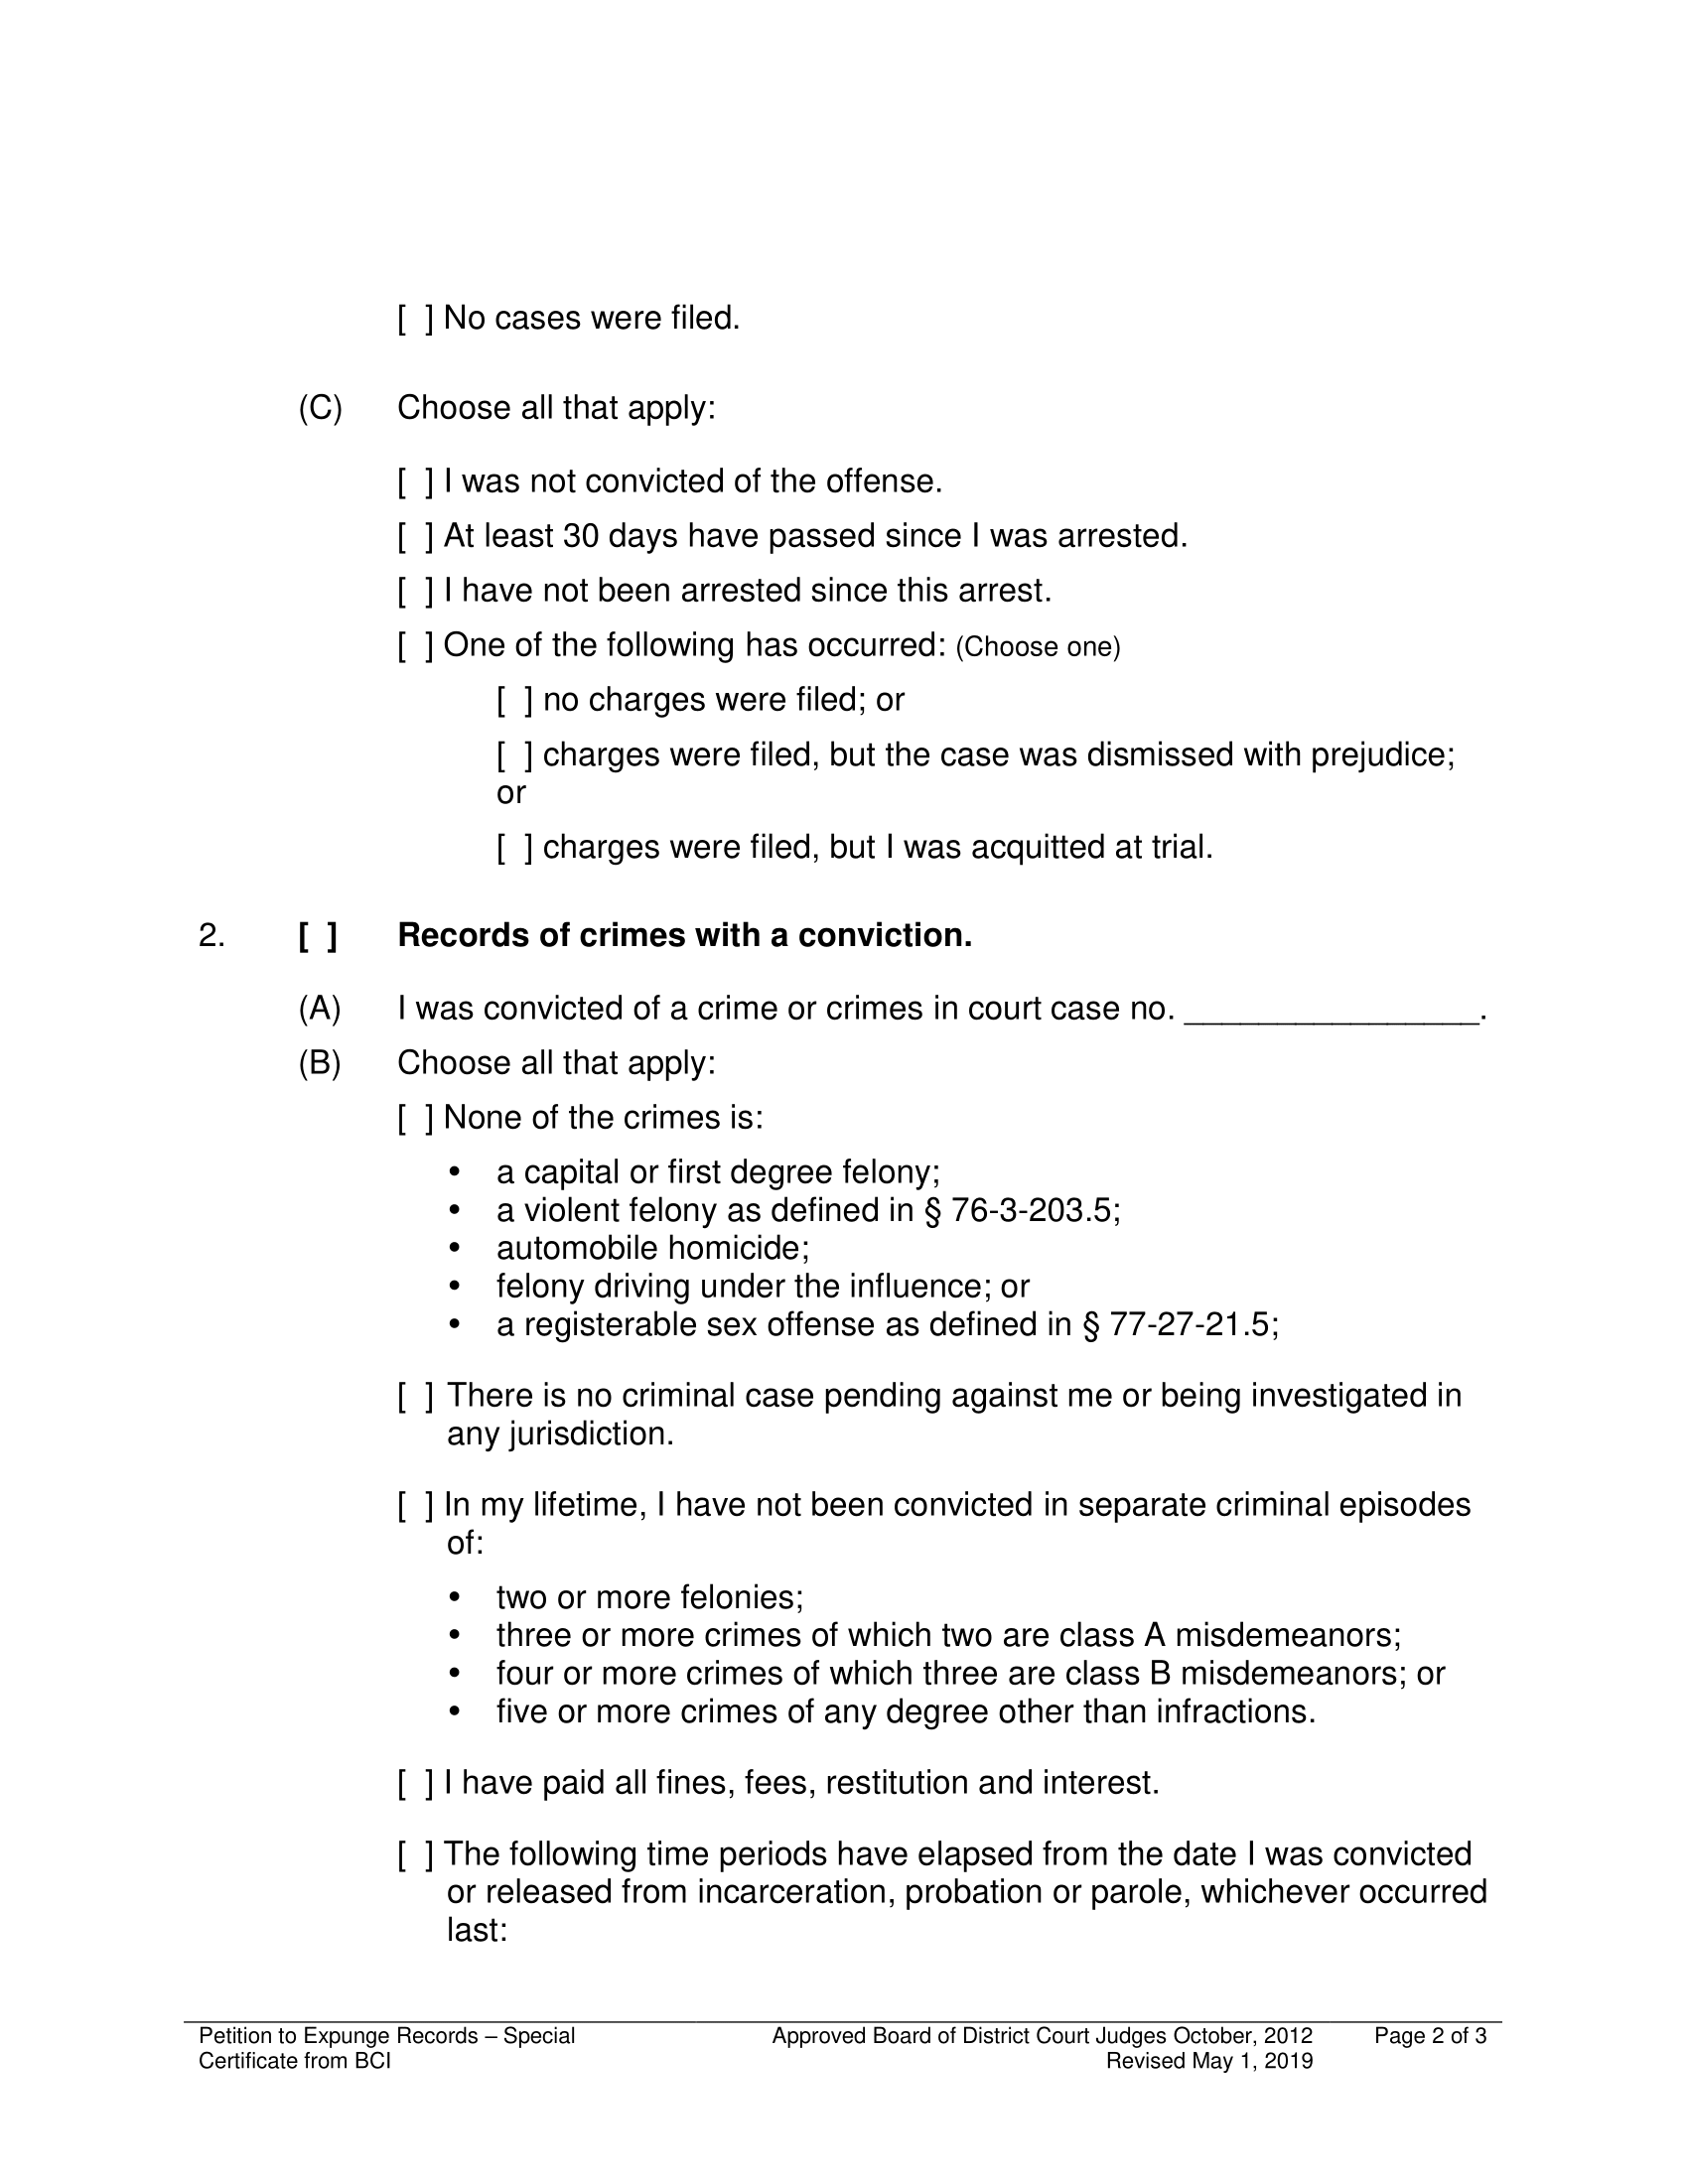 [ ] No cases were filed.
(C) Choose all that apply:
[ ] I was not convicted of the offense.
[ ] At least 30 days have passed since I was arrested.
[ ] I have not been arrested since this arrest.
[ ] One of the following has occurred: (Choose one)
[ ] no charges were filed; or
[ ] charges were filed, but the case was dismissed with prejudice;
or
[ ] charges were filed, but I was acquitted at trial.
2. [ ] Records of crimes with a conviction.
(A) I was convicted of a crime or crimes in court case no. ________________.
(B) Choose all that apply:
[ ] None of the crimes is:
• a capital or first degree felony;
• a violent felony as defined in § 76-3-203.5;
• automobile homicide;
• felony driving under the influence; or
• a registerable sex offense as defined in § 77-27-21.5;
[ ] There is no criminal case pending against me or being investigated in
any jurisdiction.
[ ] In my lifetime, I have not been convicted in separate criminal episodes
of:
• two or more felonies;
• three or more crimes of which two are class A misdemeanors;
• four or more crimes of which three are class B misdemeanors; or
• five or more crimes of any degree other than infractions.
[ ] I have paid all fines, fees, restitution and interest.
[ ] The following time periods have elapsed from the date I was convicted
or released from incarceration, probation or parole, whichever occurred
last:
Petition to Expunge Records – Special Approved Board of District Court Judges October, 2012 Page 2 of 3
Certificate from BCI Revised May 1, 2019